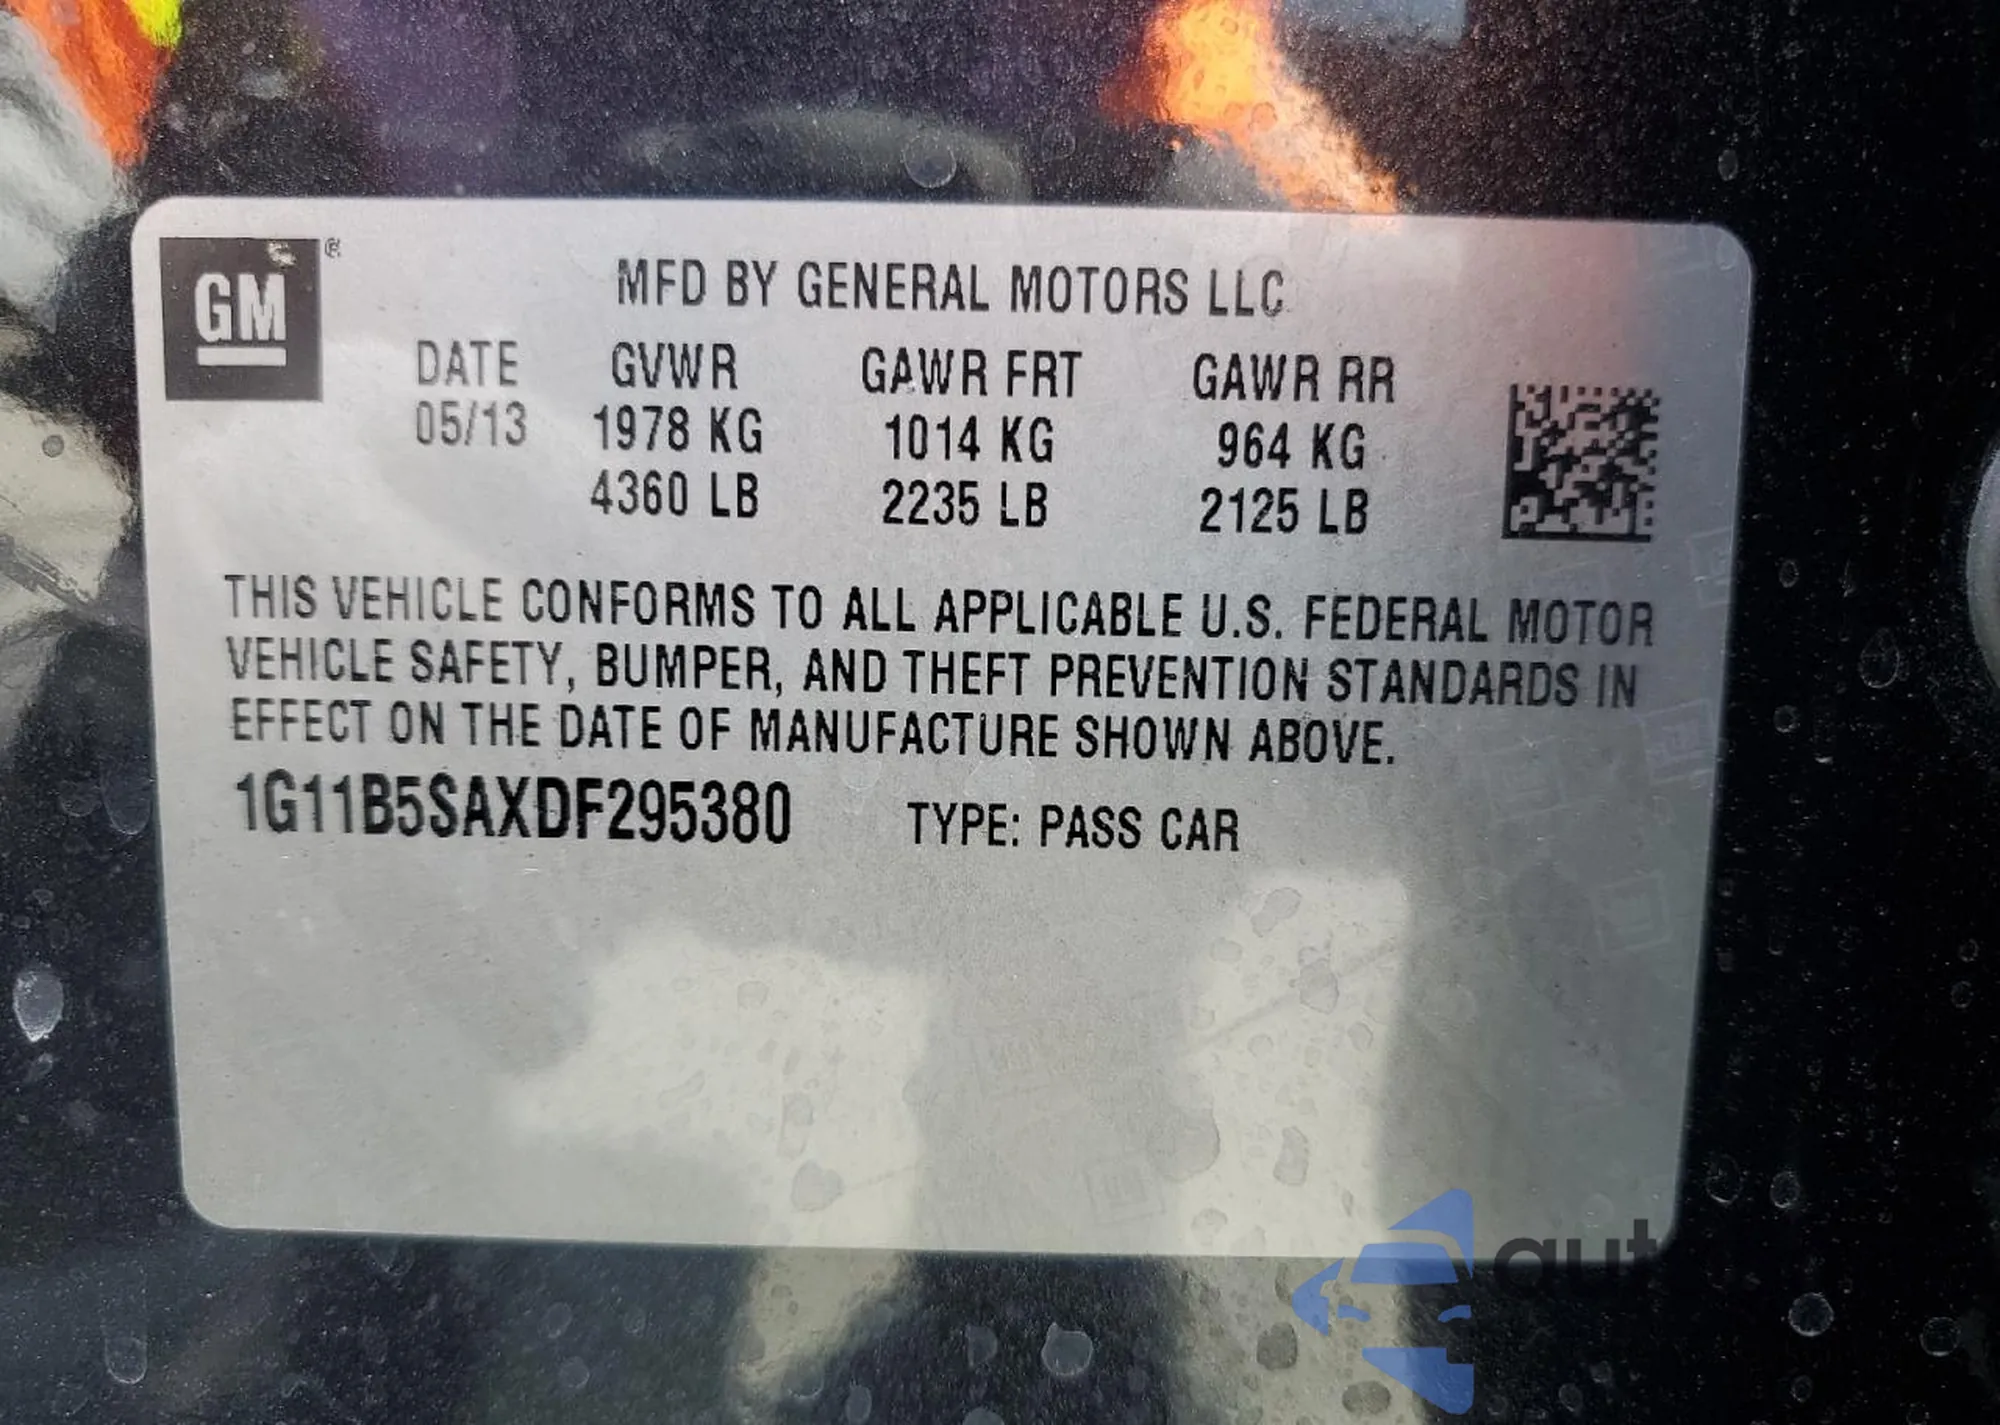 GM ®
MFD BY GENERAL MOTORS LLC
DATE GVWR GAWR FRT GAWR RR
05/13 1978 KG 1014 KG 964 KG
4360 LB 2235 LB 2125 LB
THIS VEHICLE CONFORMS TO ALL APPLICABLE U.S. FEDERAL MOTOR
VEHICLE SAFETY, BUMPER, AND THEFT PREVENTION STANDARDS IN
EFFECT ON THE DATE OF MANUFACTURE SHOWN ABOVE.
1G11B5SAXDF295380 TYPE: PASS CAR